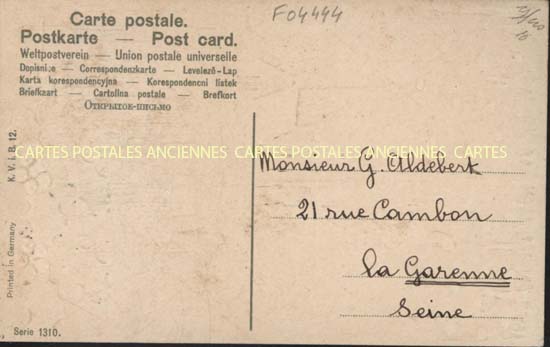 Carte postale.
Postkarte — Post card.
Weltpostverein — Union postale universelle
Dopisnice — Correspondenzkarte — Levelező-Lap
Karta korespondencyjna — Korespondencni listek
Briefkaart — Cartolina postale — Brefkort
Открытое-письмо
F04444
CARTES POSTALES ANCIENNES CARTES POSTALES ANCIENNES CARTES
Monsieur G. Aldebert
21 rue Cambon
la Garenne
Seine
K. V. i. B. 12.
Printed in Germany
Serie 1310.